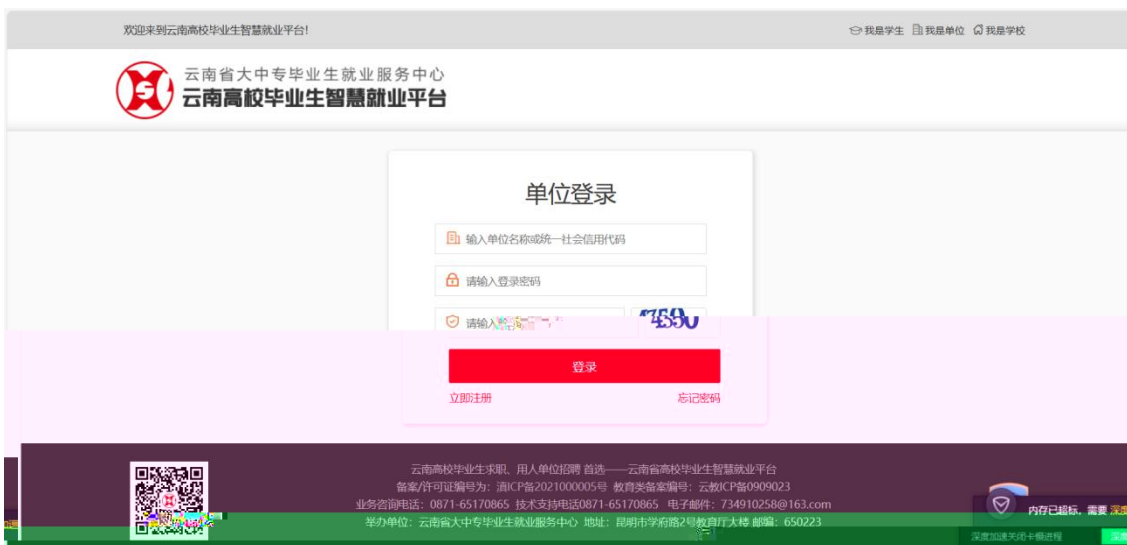 欢迎来到云南高校毕业生智慧就业平台!
我是学生 我是单位 我是学校
云南省大中专毕业生就业服务中心
云南高校毕业生智慧就业平台
单位登录
输入单位名称或统一社会信用代码
请输入登录密码
请输入
登录
立即注册 忘记密码
云南高校毕业生求职、用人单位招聘 首选——云南省高校毕业生智慧就业平台
备案/许可证编号为：滇ICP备2021000005号 教育类备案编号：云教ICP备0909023
业务咨询电话：0871-65170865 技术支持电话0871-65170865 电子邮件：734910258@163.com
举办单位：云南省大中专毕业生就业服务中心 地址：昆明市学府路2号教育厅大楼 邮编：650223
内存已超标，需要 深度
深度加速关闭卡慢进程 深度